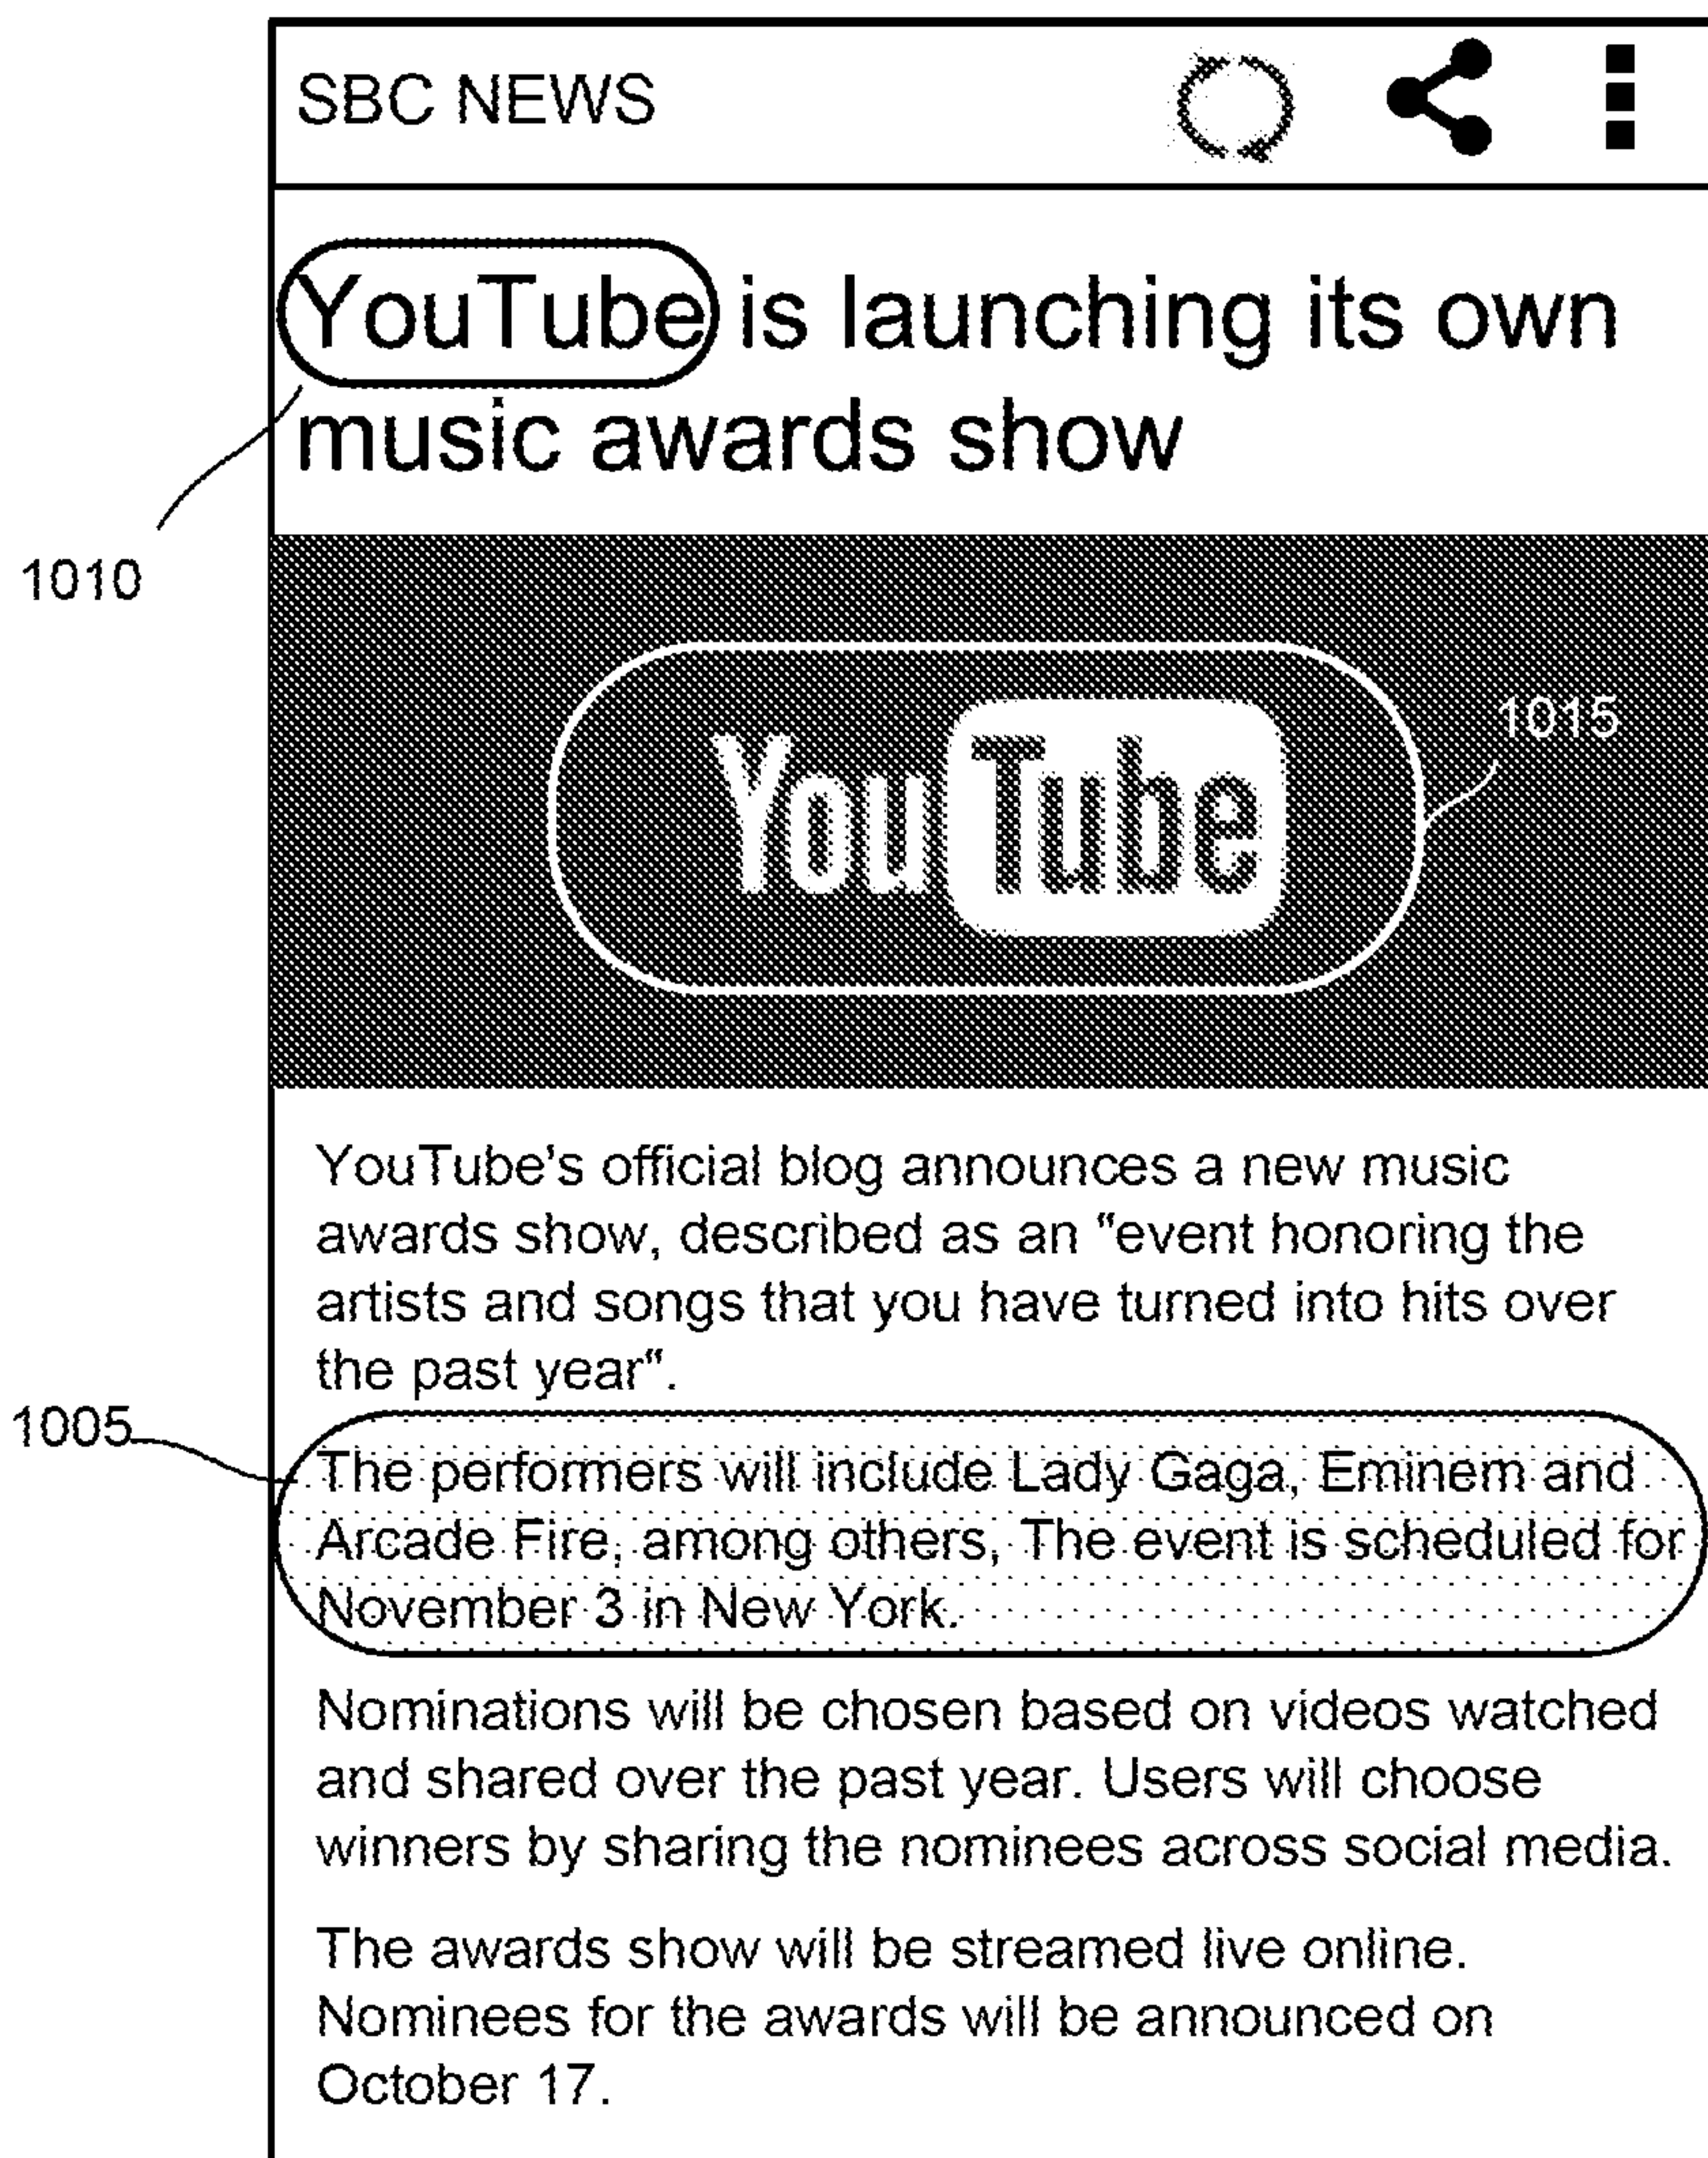 SBC NEWS
YouTube is launching its own
music awards show
1010
1015
YouTube
YouTube's official blog announces a new music
awards show, described as an “event honoring the
artists and songs that you have turned into hits over
the past year“.
1005
The performers will include Lady Gaga, Eminem and
Arcade Fire, among others, The event is scheduled for
November 3 in New York.
Nominations will be chosen based on videos watched
and shared over the past year. Users will choose
winners by sharing the nominees across social media.
The awards show will be streamed live online.
Nominees for the awards will be announced on
October 17.